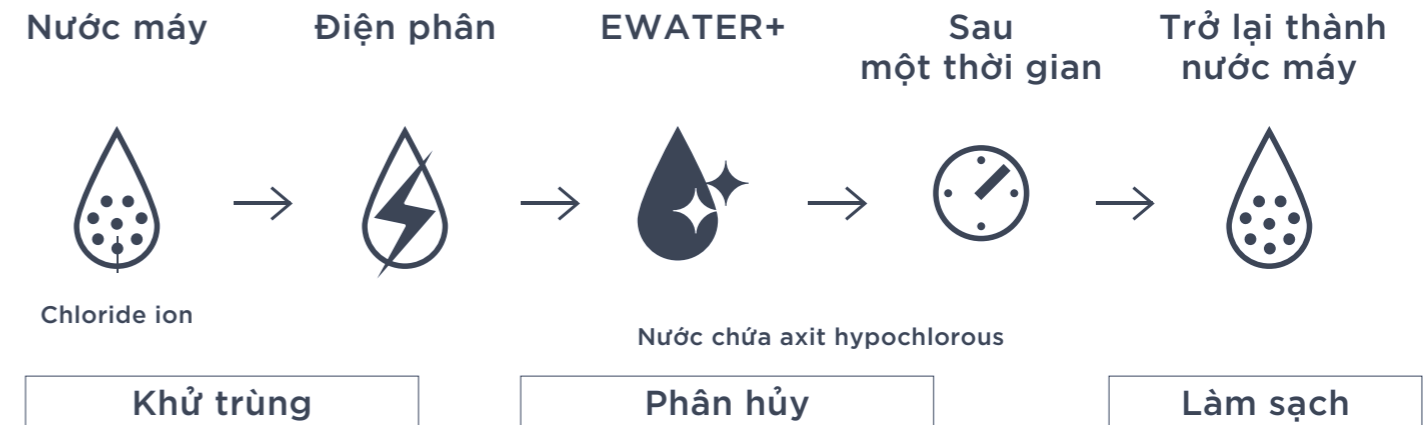 Nước máy
Điện phân
EWATER+
Sau
một thời gian
Trở lại thành
nước máy
Chloride ion
Nước chứa axit hypochlorous
Khử trùng
Phân hủy
Làm sạch